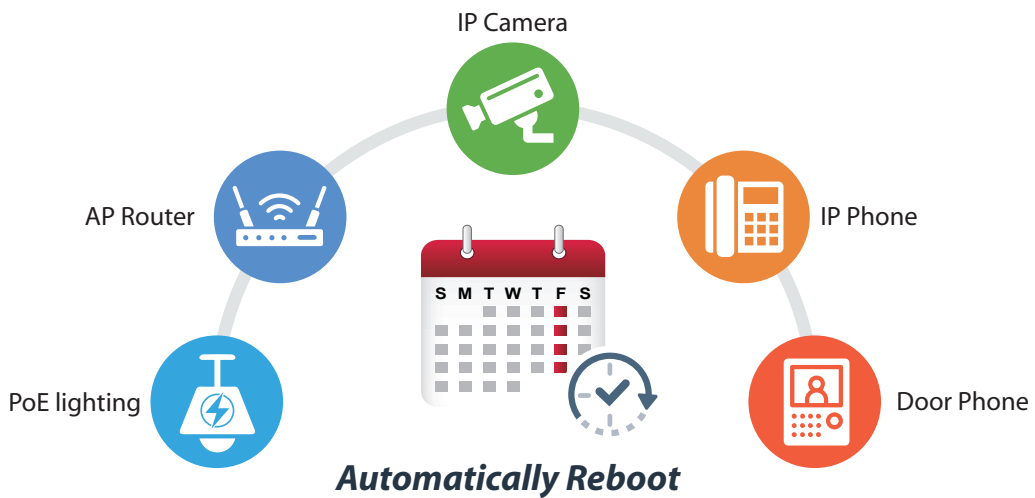 IP Camera
AP Router
IP Phone
S M T W T F S
PoE lighting
Door Phone
Automatically Reboot